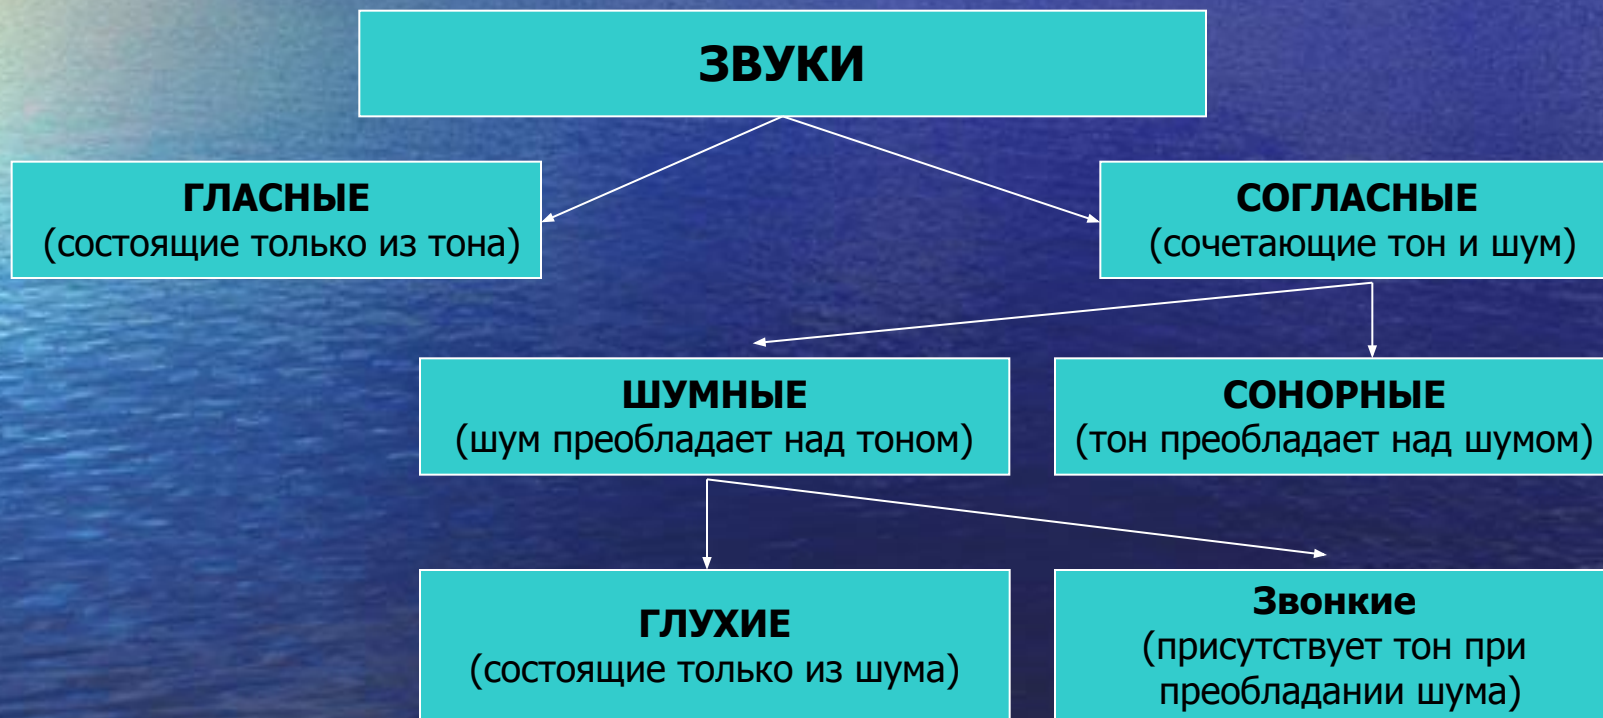 ЗВУКИ
ГЛАСНЫЕ
(состоящие только из тона)
СОГЛАСНЫЕ
(сочетающие тон и шум)
ШУМНЫЕ
(шум преобладает над тоном)
СОНОРНЫЕ
(тон преобладает над шумом)
ГЛУХИЕ
(состоящие только из шума)
Звонкие
(присутствует тон при
преобладании шума)